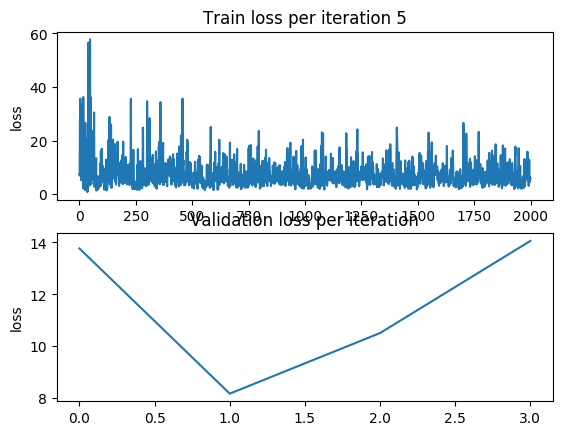 Train loss per iteration 5
60
40
20
0
loss
0 250 500 750 1000 1250 1500 1750 2000
Validation loss per iteration
14
12
10
8
loss
0.0 0.5 1.0 1.5 2.0 2.5 3.0